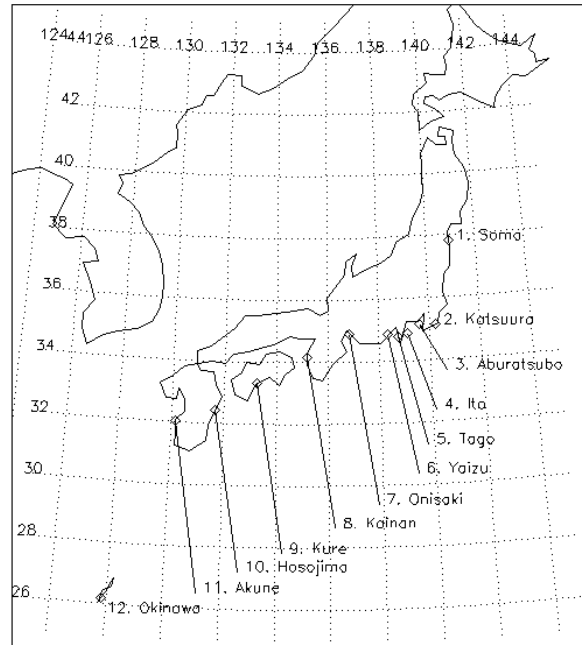 124 44 126 128 130 132 134 136 138 140 142 144
42
40
38
1. Soma
36
2. Katsuura
34
3. Aburatsubo
4. Ita
32
5. Tago
6. Yaizu
30
7. Onisaki
8. Kainan
28
9. Kure
10. Hosojima
11. Akune
26
12. Okinawa